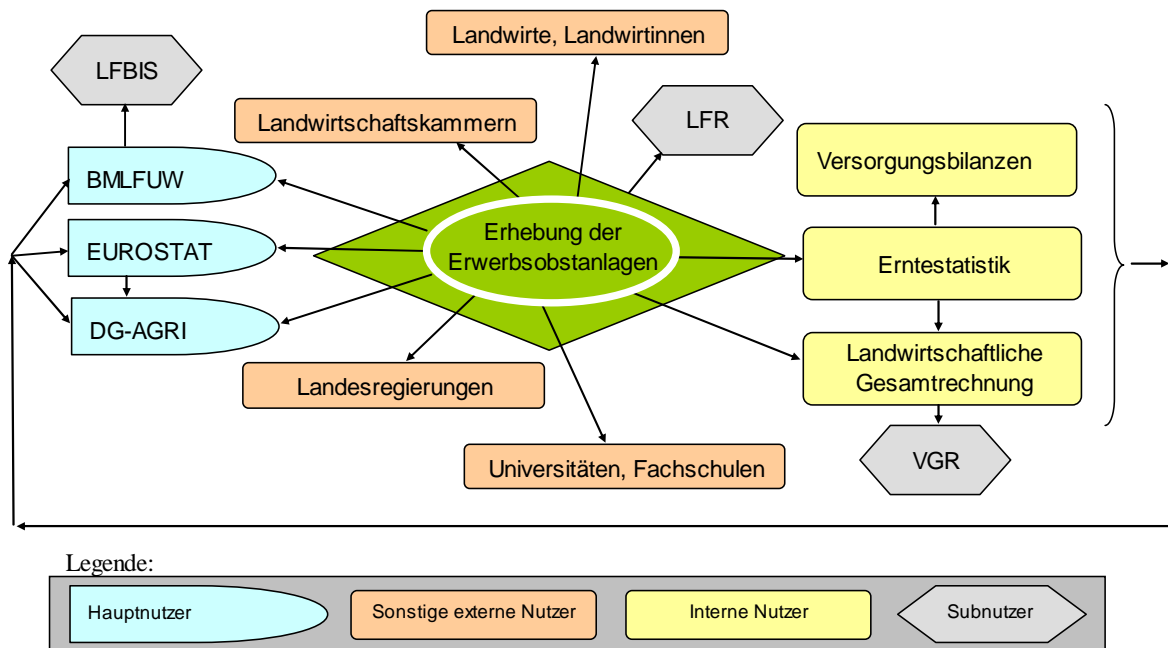 Landwirte, Landwirtinnen
LFBIS
Landwirtschaftskammern
LFR
Versorgungsbilanzen
BMLFUW
EUROSTAT
Erhebung der
Erwerbsobstanlagen
Erntestatistik
DG-AGRI
Landwirtschaftliche
Gesamtrechnung
Landesregierungen
Universitäten, Fachschulen
VGR
Legende:
Hauptnutzer
Sonstige externe Nutzer
Interne Nutzer
Subnutzer